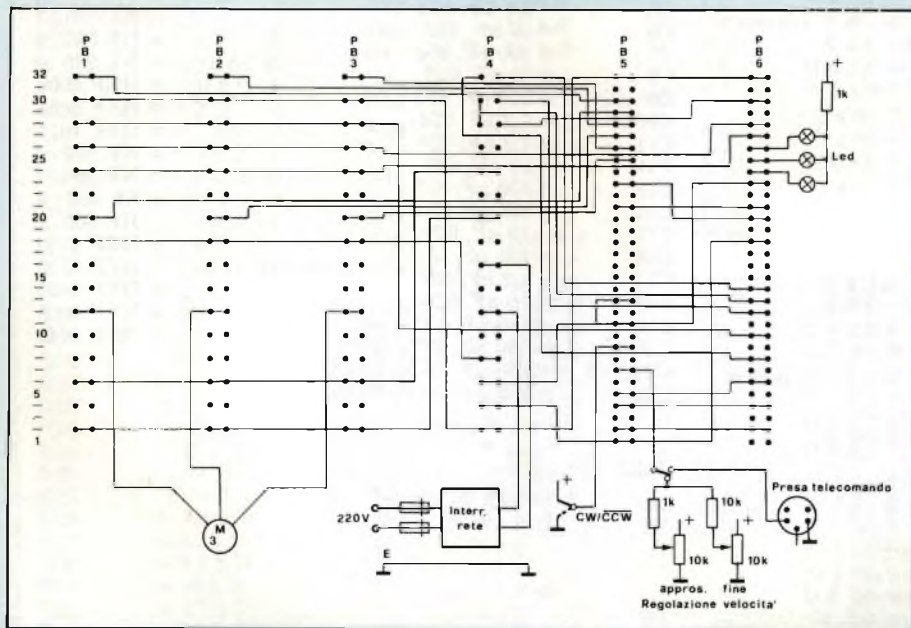 P P P P P P
B B B B B B
1 2 3 4 5 6
32
30
25
20
15
10
5
1
+
1k
Led
M
3
220V
Interr.
rete
E
+
CW/CCW
1k
10k
+
+
10k
10k
appros. fine
Regolazione velocita'
Presa telecomando